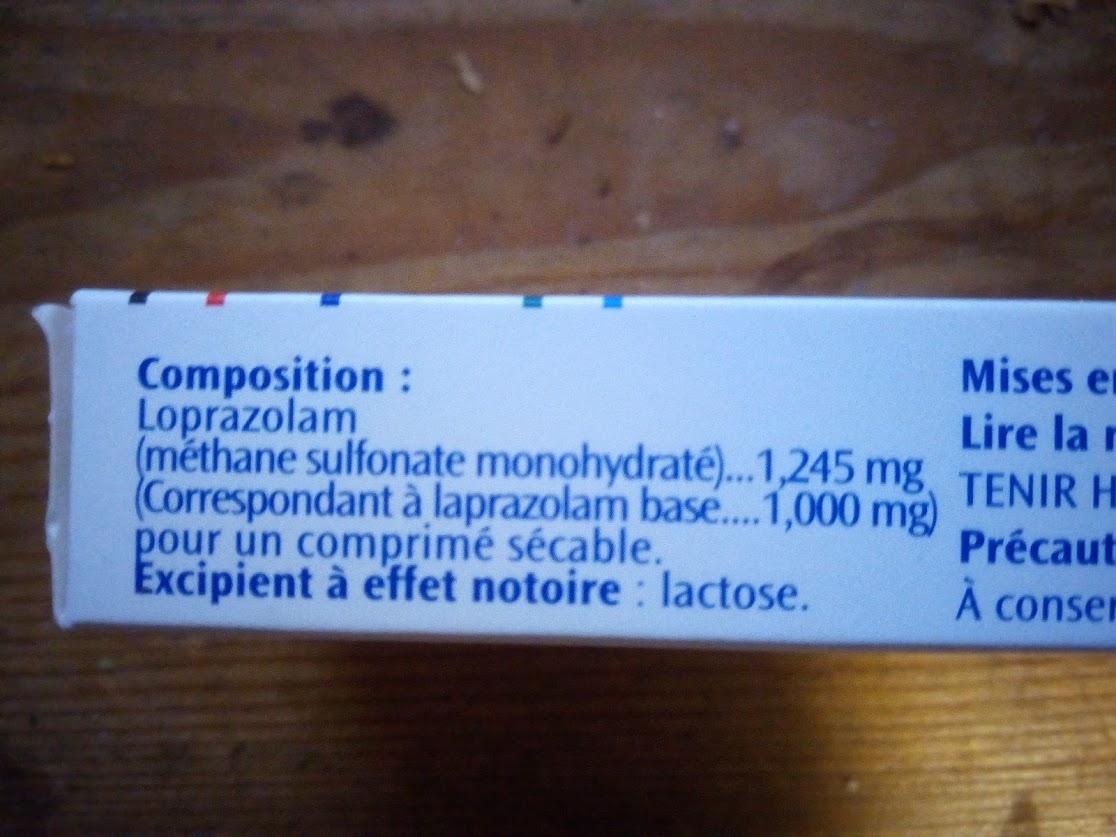 Composition :
Loprazolam
(méthane sulfonate monohydraté)...1,245 mg
(Correspondant à laprazolam base....1,000 mg)
pour un comprimé sécable.
Excipient à effet notoire : lactose.
Mises
Lire la
TENIR
À